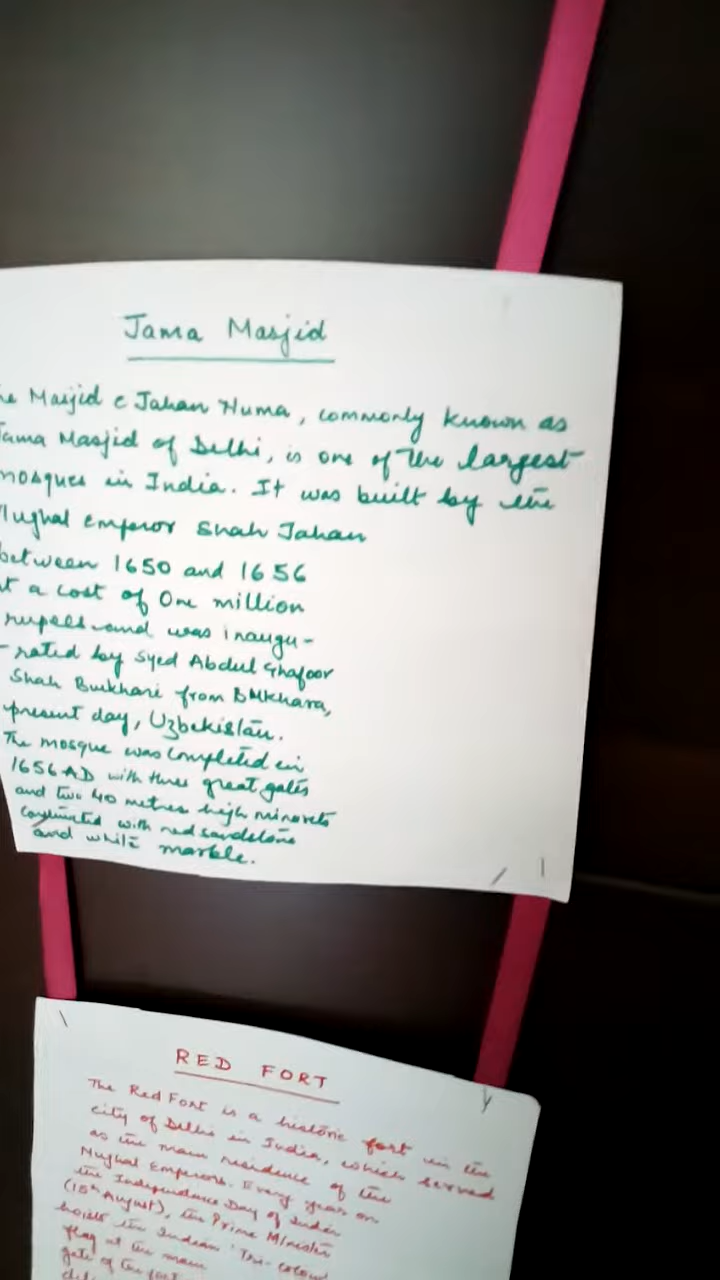 Jama Masjid
Masjid e Jahan Numa, commonly known as
Jama Masjid of Delhi, is one of the largest
mosques in India. It was built by the
Mughal emperor Shah Jahan
between 1650 and 1656
at a cost of One million
rupees and was inaugu-
-rated by Syed Abdul Ghafoor
Shah Bukhari from Bukhara,
present day, Uzbekistan.
The mosque was completed in
1656 AD with three great gates
and two 40 metres high minarets
constructed with red sandstone
and white marble.
RED FORT
The Red Fort is a historic fort in the
city of Delhi in India, which served
as the main residence of the
Mughal Emperors. Every year on
the Independence Day of India
(15th August), the Prime Minister
hoists the Indian 'Tri-colour
flag at the main
gate of the fort